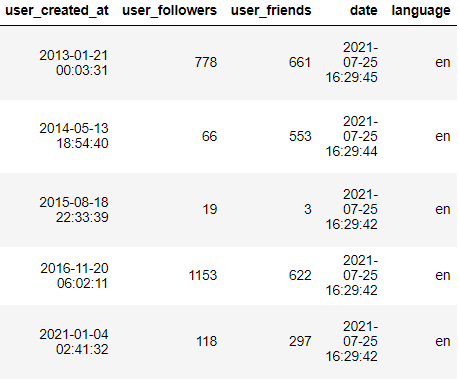 user_created_at user_followers user_friends date language
2013-01-21 00:03:31 778 661 2021-07-25 16:29:45 en
2014-05-13 18:54:40 66 553 2021-07-25 16:29:44 en
2015-08-18 22:33:39 19 3 2021-07-25 16:29:42 en
2016-11-20 06:02:11 1153 622 2021-07-25 16:29:42 en
2021-01-04 02:41:32 118 297 2021-07-25 16:29:42 en